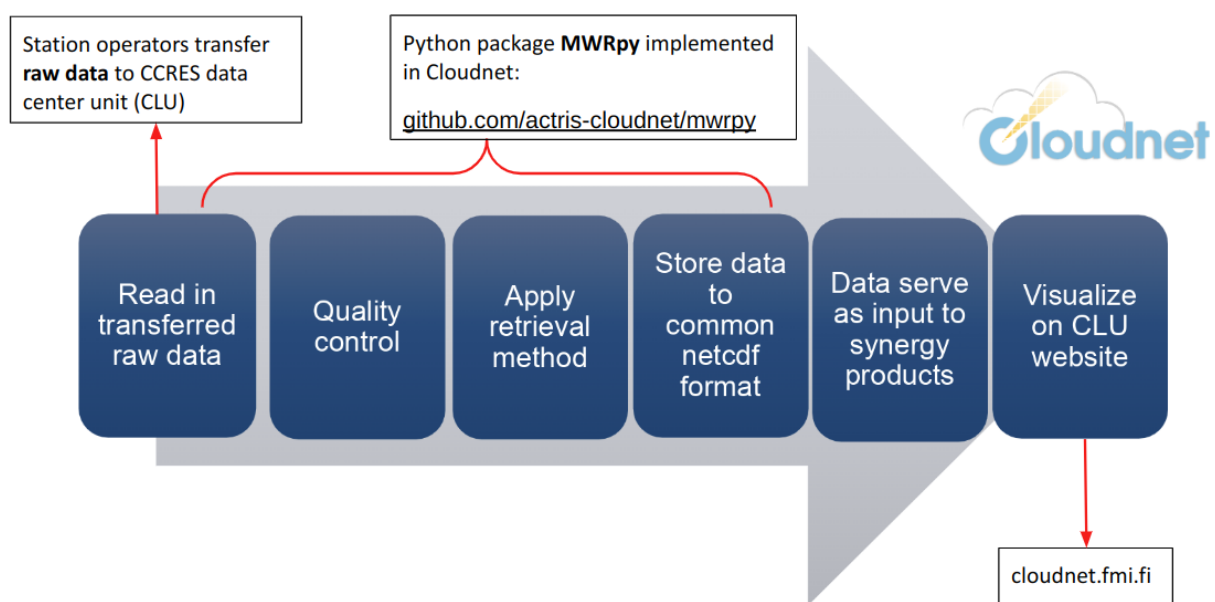 Station operators transfer
raw data to CCRES data
center unit (CLU)
Python package MWRpy implemented
in Cloudnet:
github.com/actris-cloudnet/mwrpy
Cloudnet
Read in
transferred
raw data
Quality
control
Apply
retrieval
method
Store data
to
common
netcdf
format
Data serve
as input to
synergy
products
Visualize
on CLU
website
cloudnet.fmi.fi